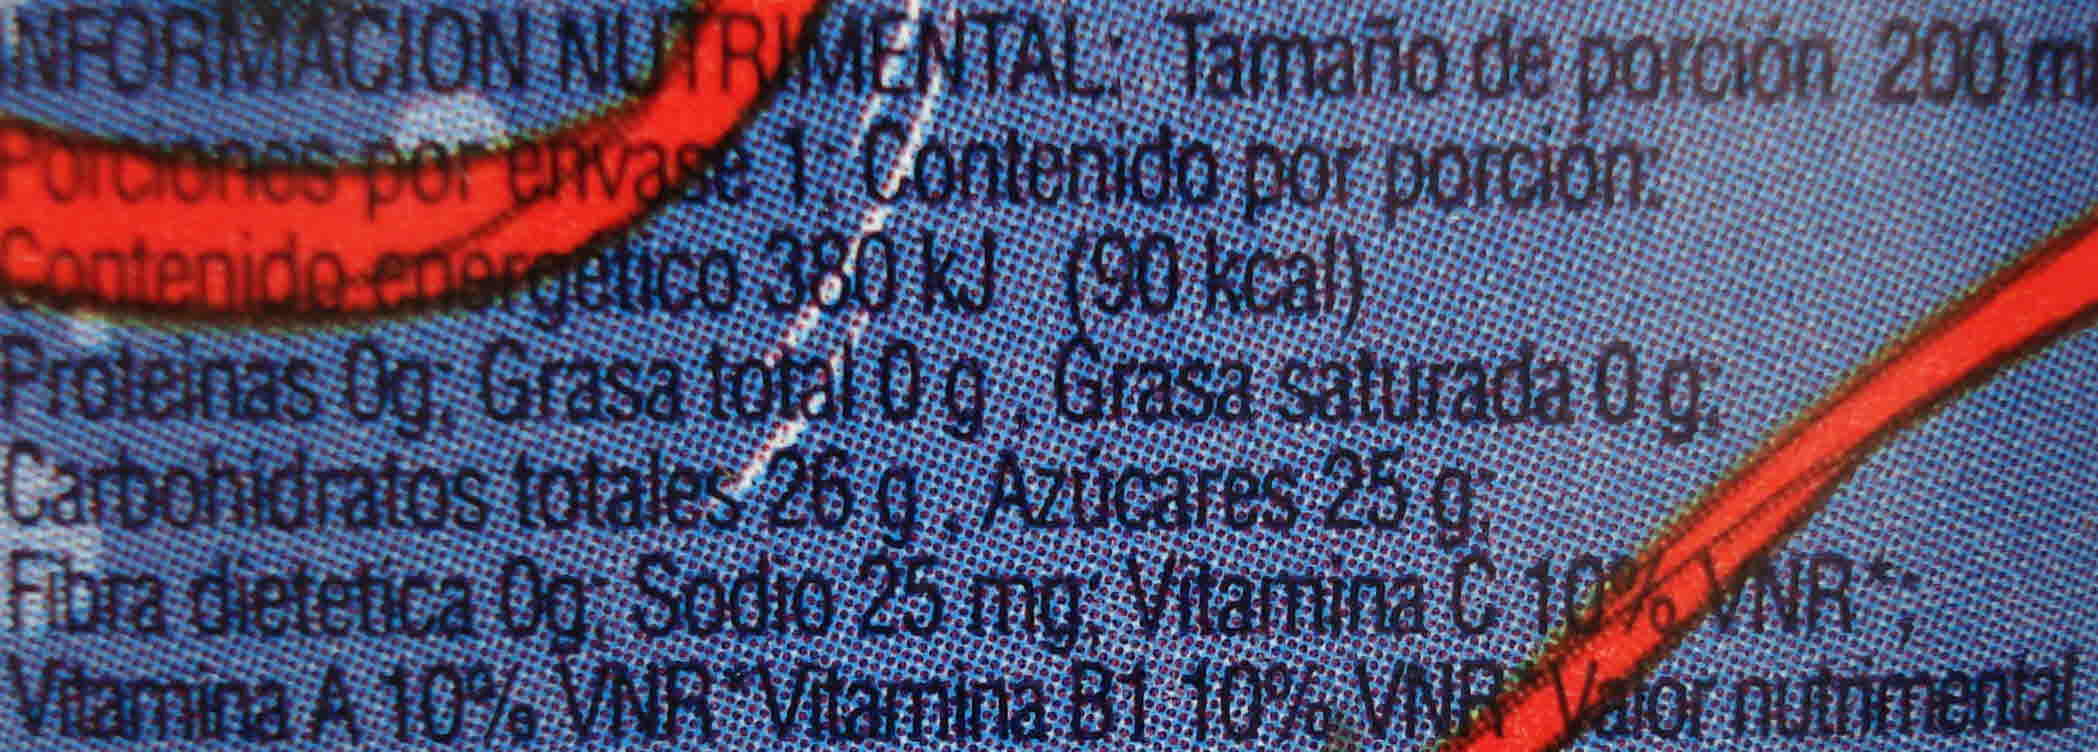 INFORMACION NUTRIMENTAL: Tamaño de porción 200 ml
Porciones por envase 1; Contenido por porción:
Contenido energetico 380 kJ (90 kcal)
Proteinas 0g; Grasa total 0 g , Grasa saturada 0 g;
Carbohidratos totales 26 g , Azúcares 25 g;
Fibra dietetica 0g; Sodio 25 mg; Vitamina C 10% VNR*;
Vitamina A 10% VNR*Vitamina B1 10% VNR* Valor nutrimental